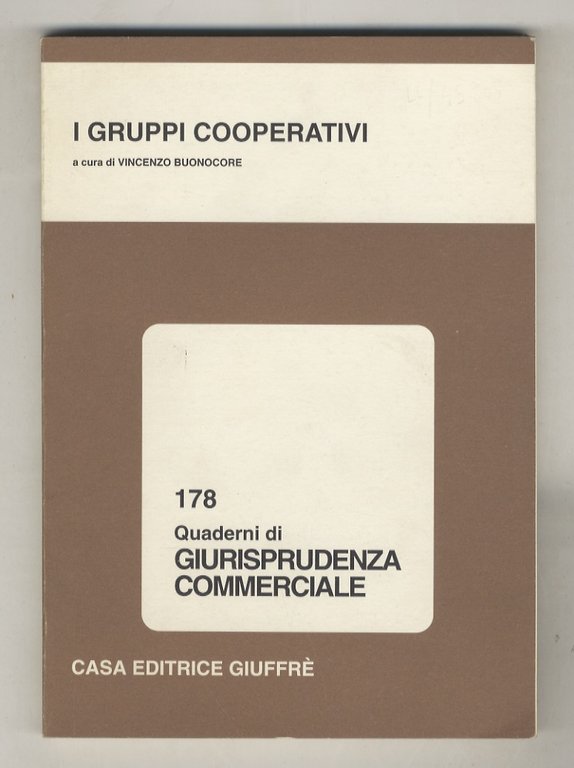 I GRUPPI COOPERATIVI
a cura di VINCENZO BUONOCORE
178
Quaderni di
GIURISPRUDENZA
COMMERCIALE
CASA EDITRICE GIUFFRÈ